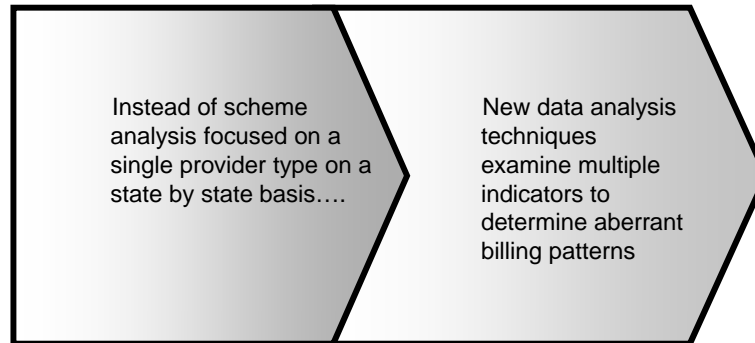 Instead of scheme
analysis focused on a
single provider type on a
state by state basis….
New data analysis
techniques
examine multiple
indicators to
determine aberrant
billing patterns